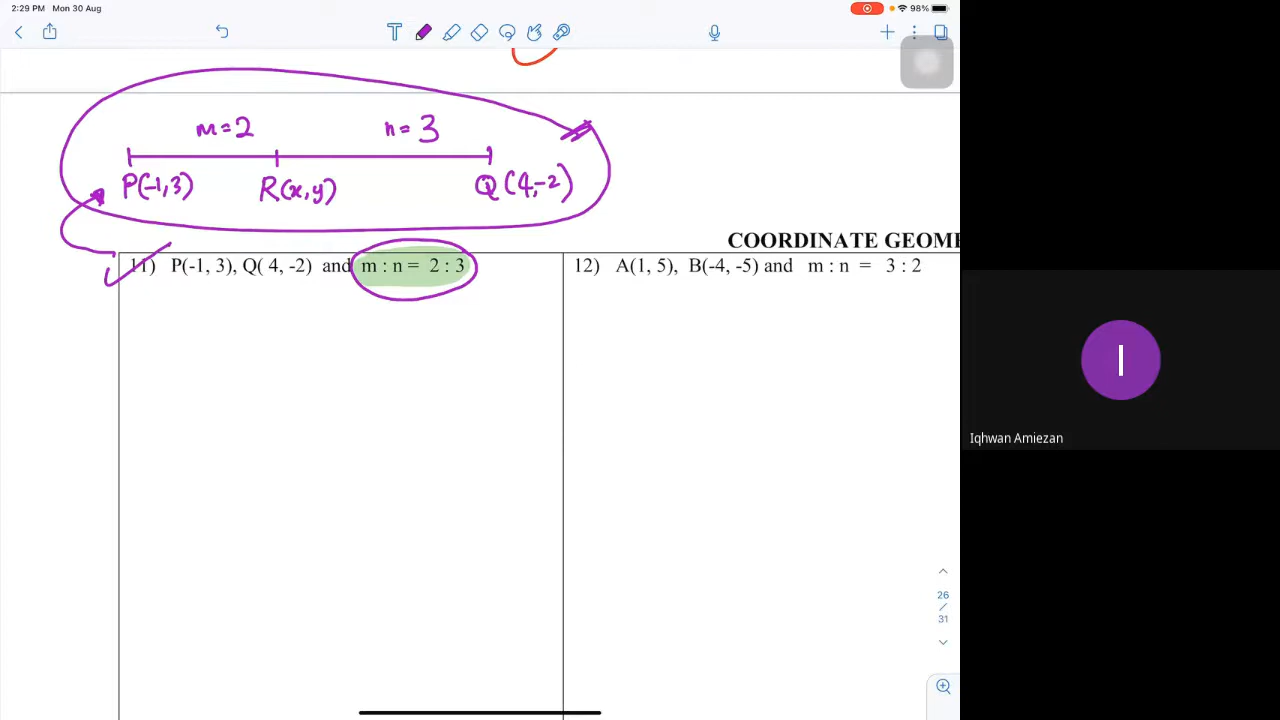 2:29 PM Mon 30 Aug
98%
m = 2 n = 3
P(-1,3) R(x,y) Q(4,-2)
COORDINATE GEOME
11) P(-1, 3), Q( 4, -2) and m : n = 2 : 3
12) A(1, 5), B(-4, -5) and m : n = 3 : 2
I
Iqhwan Amiezan
26
/
31